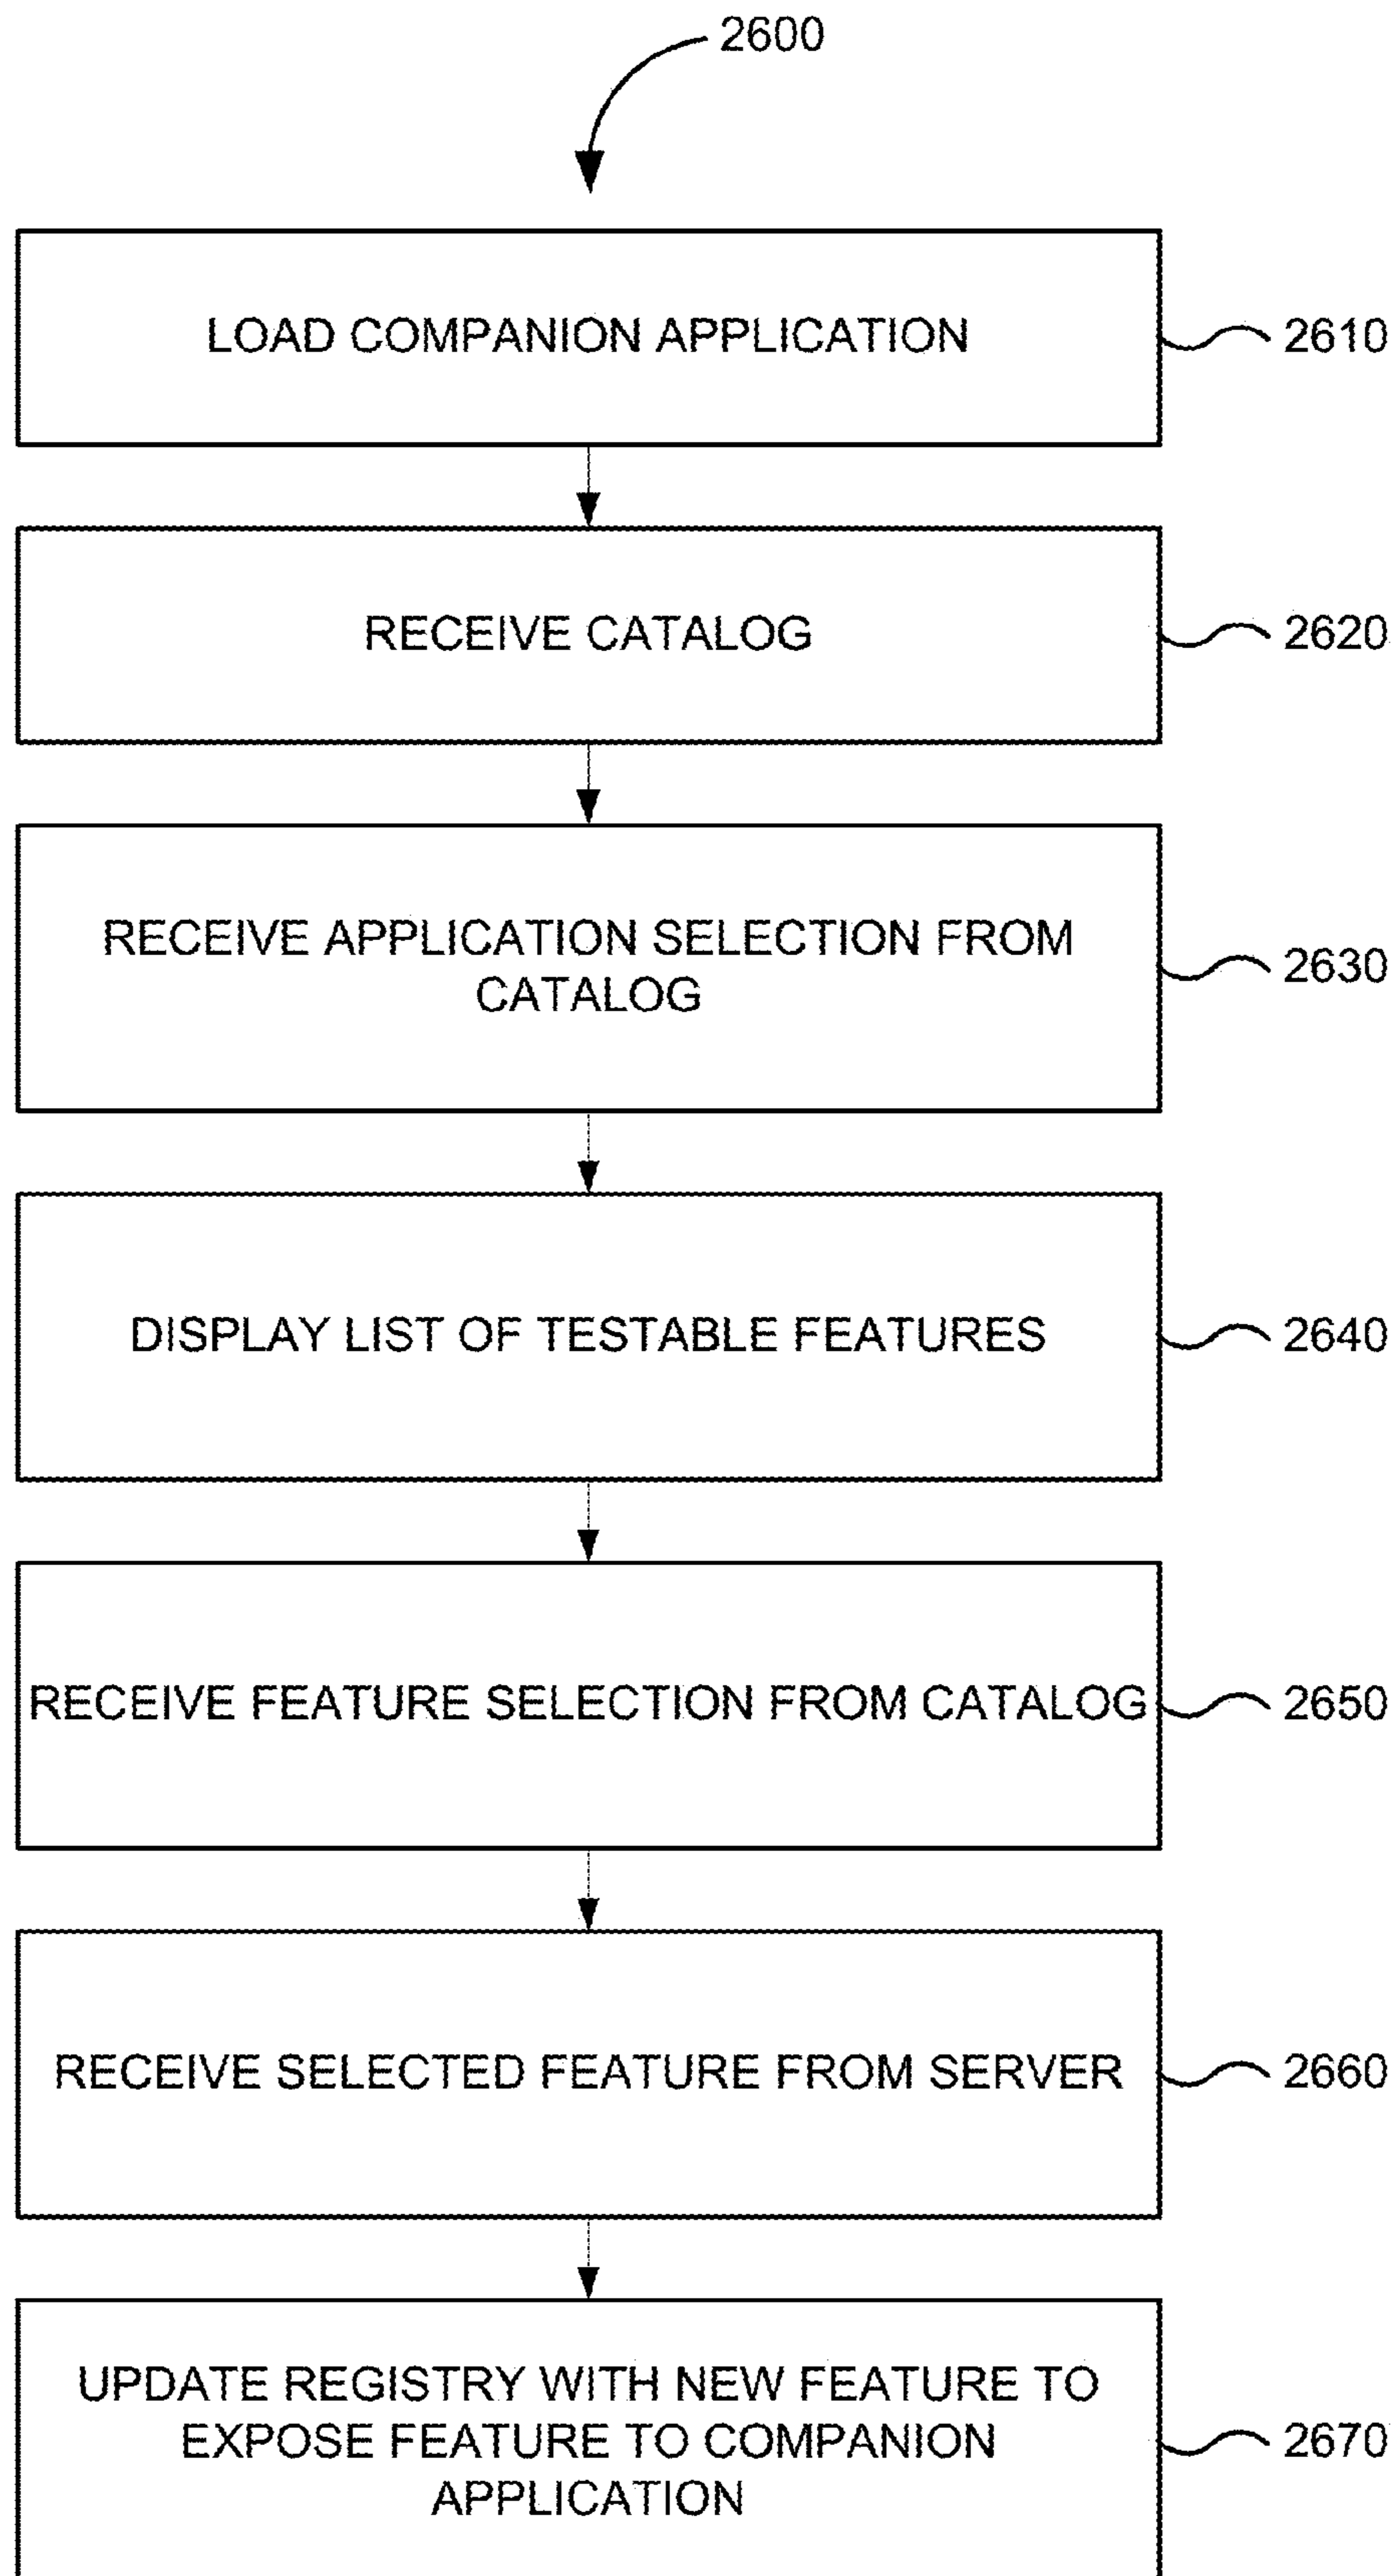 2600
LOAD COMPANION APPLICATION
2610
RECEIVE CATALOG
2620
RECEIVE APPLICATION SELECTION FROM
CATALOG
2630
DISPLAY LIST OF TESTABLE FEATURES
2640
RECEIVE FEATURE SELECTION FROM CATALOG
2650
RECEIVE SELECTED FEATURE FROM SERVER
2660
UPDATE REGISTRY WITH NEW FEATURE TO
EXPOSE FEATURE TO COMPANION
APPLICATION
2670